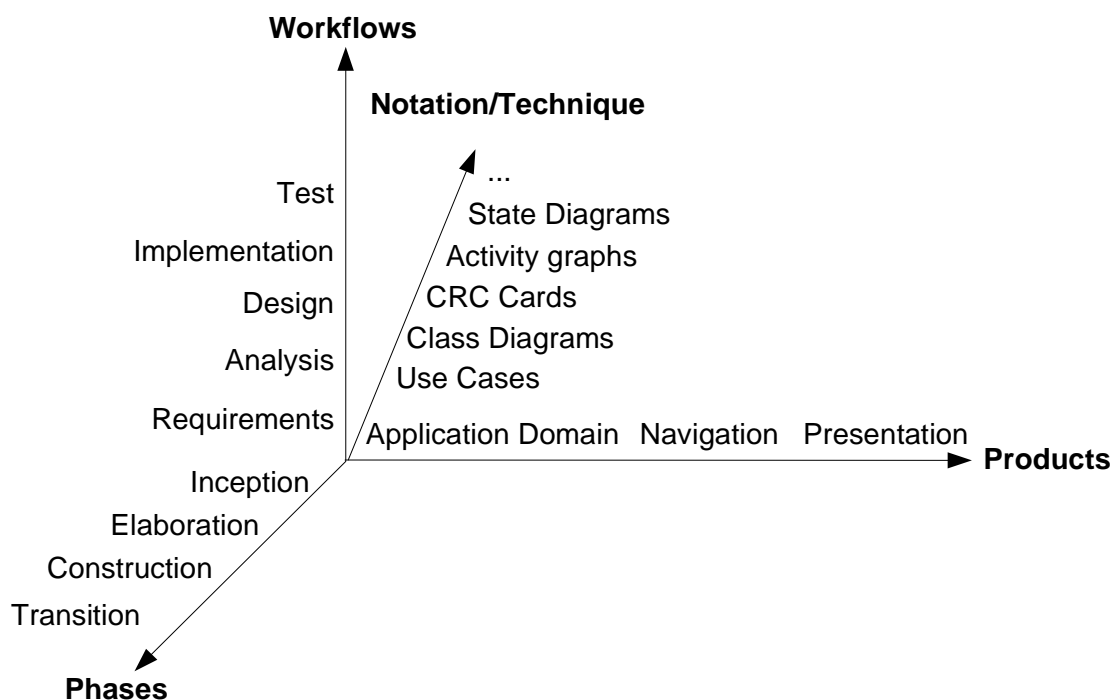 Workflows
Notation/Technique
...
Test
State Diagrams
Implementation
Activity graphs
Design
CRC Cards
Class Diagrams
Analysis
Use Cases
Requirements
Application Domain Navigation Presentation
Products
Inception
Elaboration
Construction
Transition
Phases